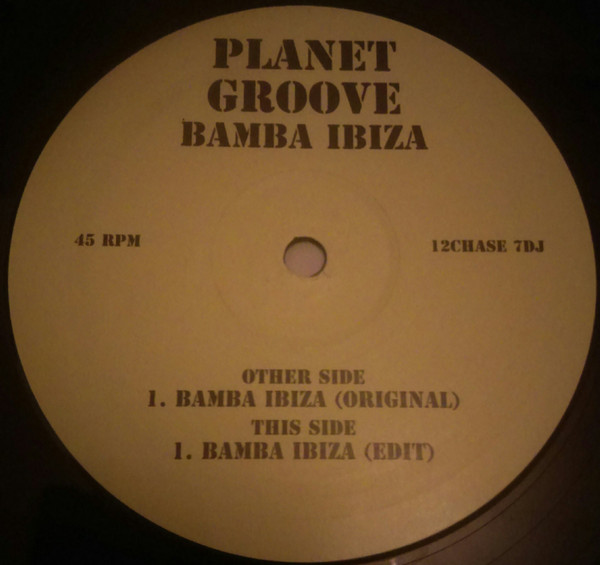 PLANET
GROOVE
BAMBA IBIZA
45 RPM
12CHASE 7DJ
OTHER SIDE
1. BAMBA IBIZA (ORIGINAL)
THIS SIDE
1. BAMBA IBIZA (EDIT)